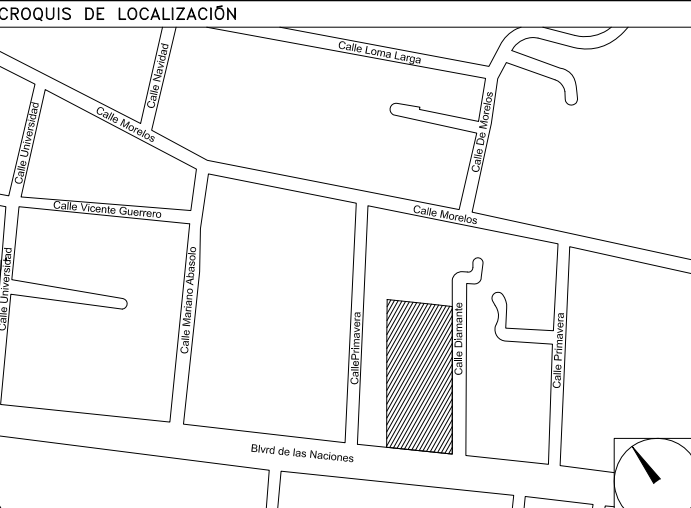 CROQUIS DE LOCALIZACIÓN
Calle Loma Larga
Calle Navidad
Calle Morelos
Calle Universidad
Calle De Morelos
Calle Vicente Guerrero
Calle Morelos
Calle Universidad
Calle Mariano Abasolo
CallePrimavera
Calle Diamante
Calle Primavera
Blvrd de las Naciones